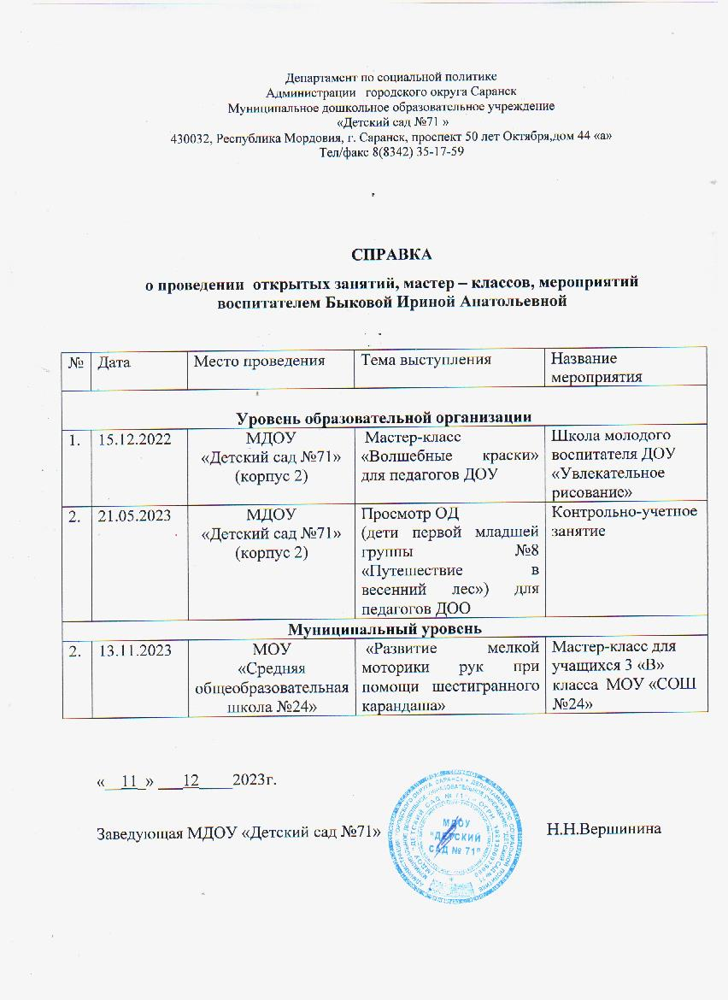 Департамент по социальной политике
Администрации городского округа Саранск
Муниципальное дошкольное образовательное учреждение
«Детский сад №71 »
430032, Республика Мордовия, г. Саранск, проспект 50 лет Октября,дом 44 «а»
Тел/факс 8(8342) 35-17-59
СПРАВКА
о проведении открытых занятий, мастер – классов, мероприятий
воспитателем Быковой Ириной Анатольевной
№ Дата Место проведения Тема выступления Название мероприятия
Уровень образовательной организации
1. 15.12.2022
МДОУ
«Детский сад №71»
(корпус 2)
Мастер-класс
«Волшебные краски»
для педагогов ДОУ
Школа молодого
воспитателя ДОУ
«Увлекательное
рисование»
2. 21.05.2023
МДОУ
«Детский сад №71»
(корпус 2)
Просмотр ОД
(дети первой младшей
группы №8
«Путешествие в
весенний лес») для
педагогов ДОО
Контрольно-учетное
занятие
Муниципальный уровень
2. 13.11.2023
МОУ
«Средняя
общеобразовательная
школа №24»
«Развитие мелкой
моторики рук при
помощи шестигранного
карандаша»
Мастер-класс для
учащихся 3 «В»
класса МОУ «СОШ
№24»
«__11_» ___12____2023г.
Заведующая МДОУ «Детский сад №71» Н.Н.Вершинина
МДОУ
"ДЕТСКИЙ
САД № 71"